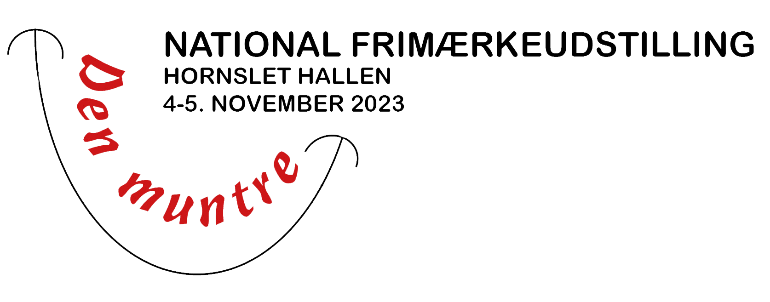 NATIONAL FRIMÆRKEUDSTILLING
HORNSLET HALLEN
4-5. NOVEMBER 2023
Den muntre